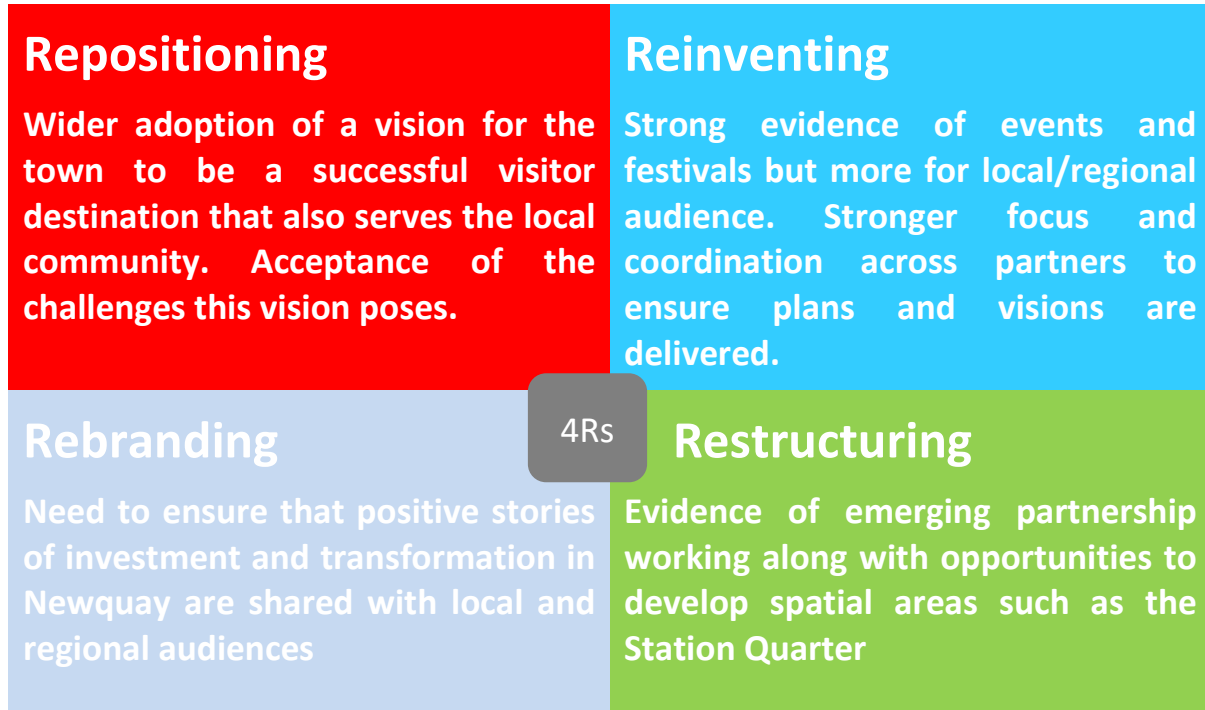 Repositioning
Wider adoption of a vision for the
town to be a successful visitor
destination that also serves the local
community. Acceptance of the
challenges this vision poses.
Reinventing
Strong evidence of events and
festivals but more for local/regional
audience. Stronger focus and
coordination across partners to
ensure plans and visions are
delivered.
4Rs
Rebranding
Need to ensure that positive stories
of investment and transformation in
Newquay are shared with local and
regional audiences
Restructuring
Evidence of emerging partnership
working along with opportunities to
develop spatial areas such as the
Station Quarter